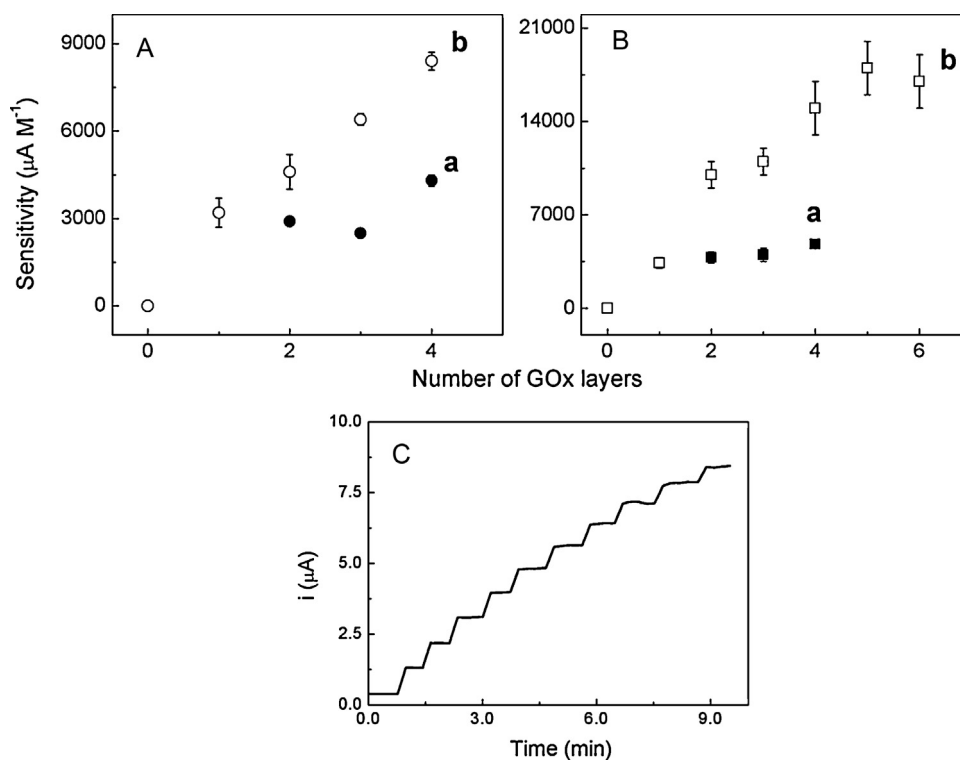 A
b
a
9000
6000
3000
0
Sensitivity (μA M⁻¹)
0
2
4
B
b
a
21000
14000
7000
0
0
2
4
6
Number of GOx layers
C
10.0
7.5
5.0
2.5
0.0
i (μA)
0.0
3.0
6.0
9.0
Time (min)